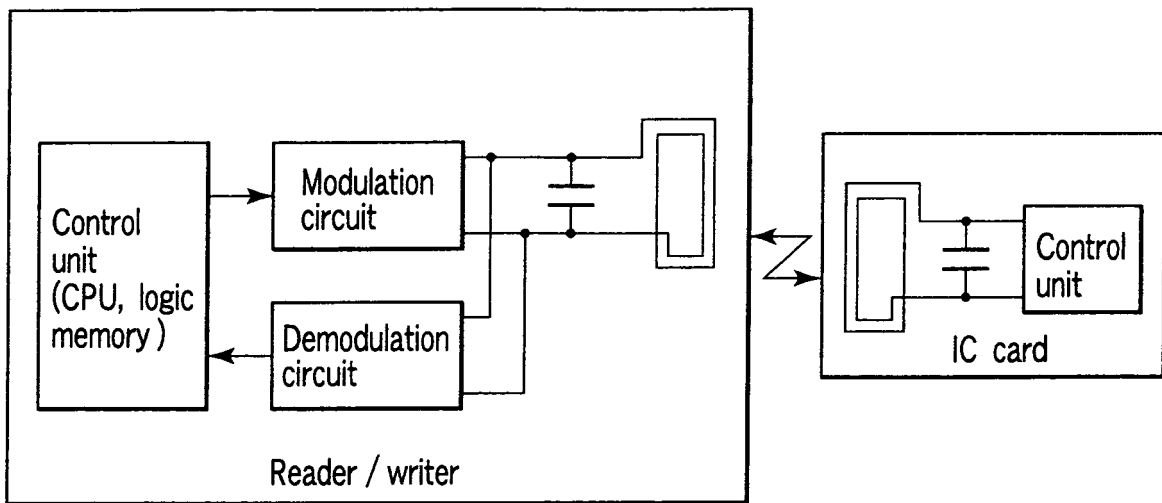 Control
unit
(CPU, logic
memory)
Modulation
circuit
Demodulation
circuit
Reader / writer
Control
unit
IC card